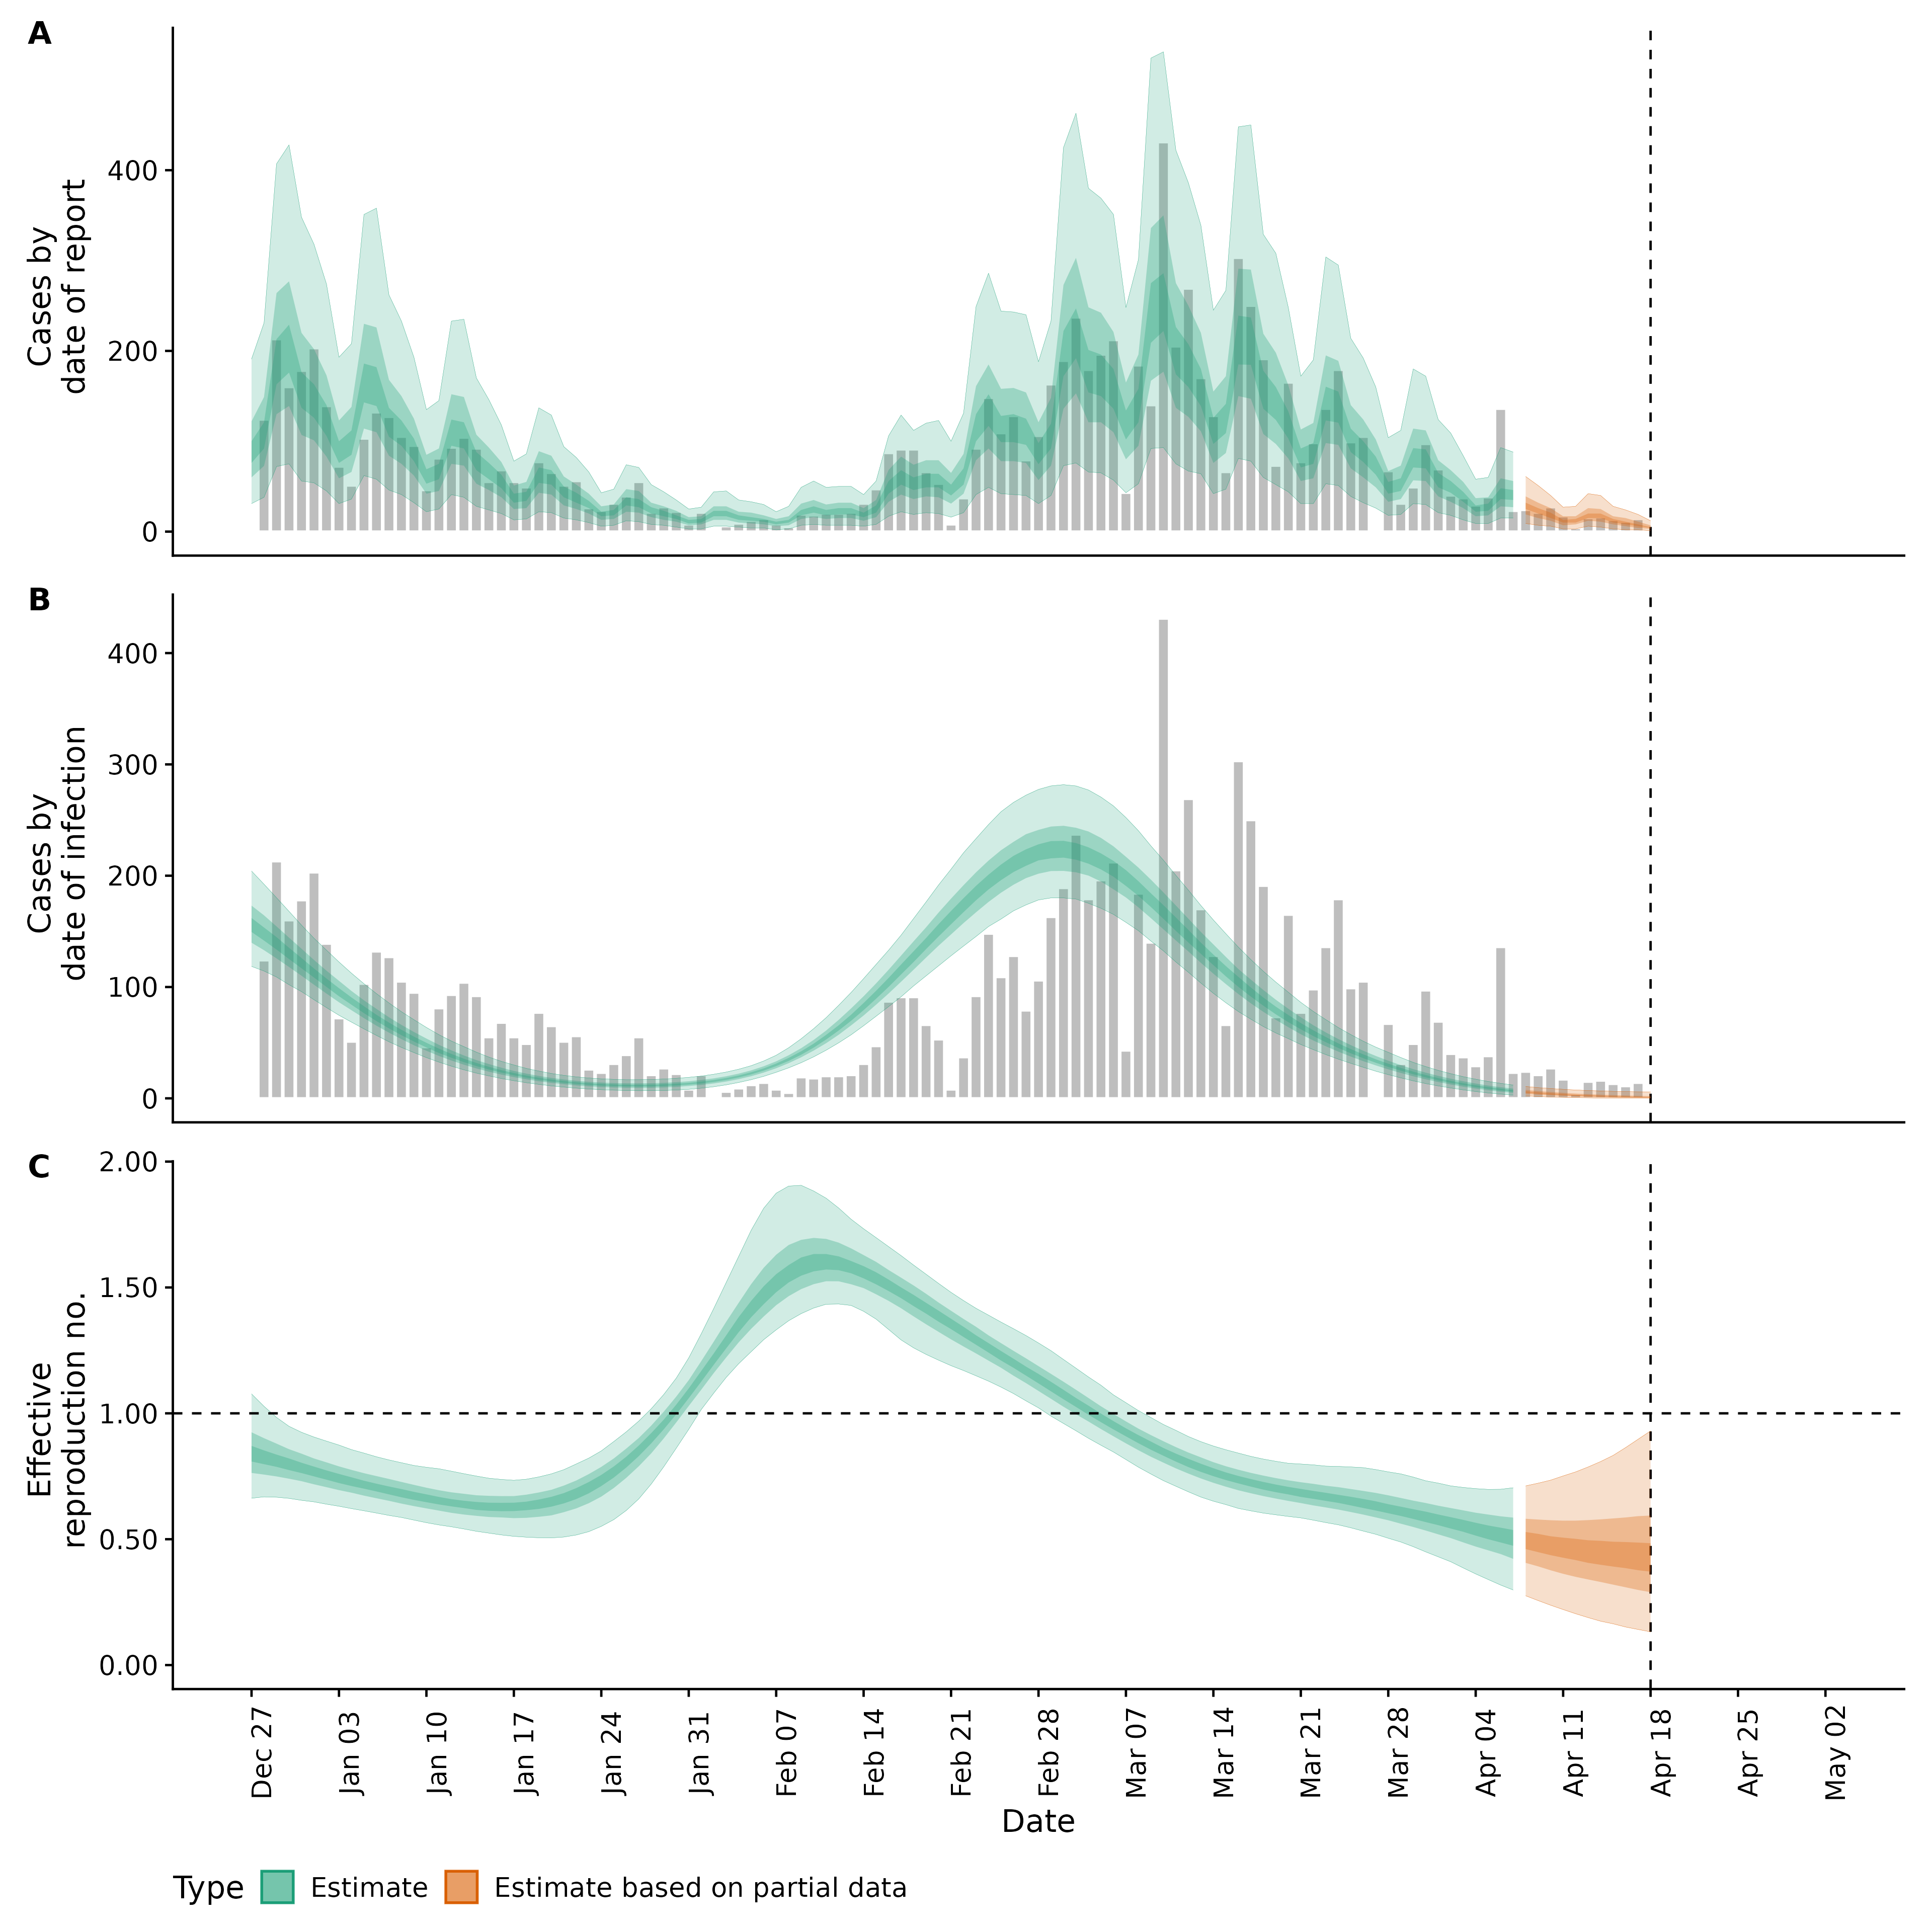 A
Cases by
date of report
400
200
0
B
Cases by
date of infection
400
300
200
100
0
C
Effective
reproduction no.
2.00
1.50
1.00
0.50
0.00
Dec 27
Jan 03
Jan 10
Jan 17
Jan 24
Jan 31
Feb 07
Feb 14
Feb 21
Feb 28
Mar 07
Mar 14
Mar 21
Mar 28
Apr 04
Apr 11
Apr 18
Apr 25
May 02
Date
Type Estimate Estimate based on partial data